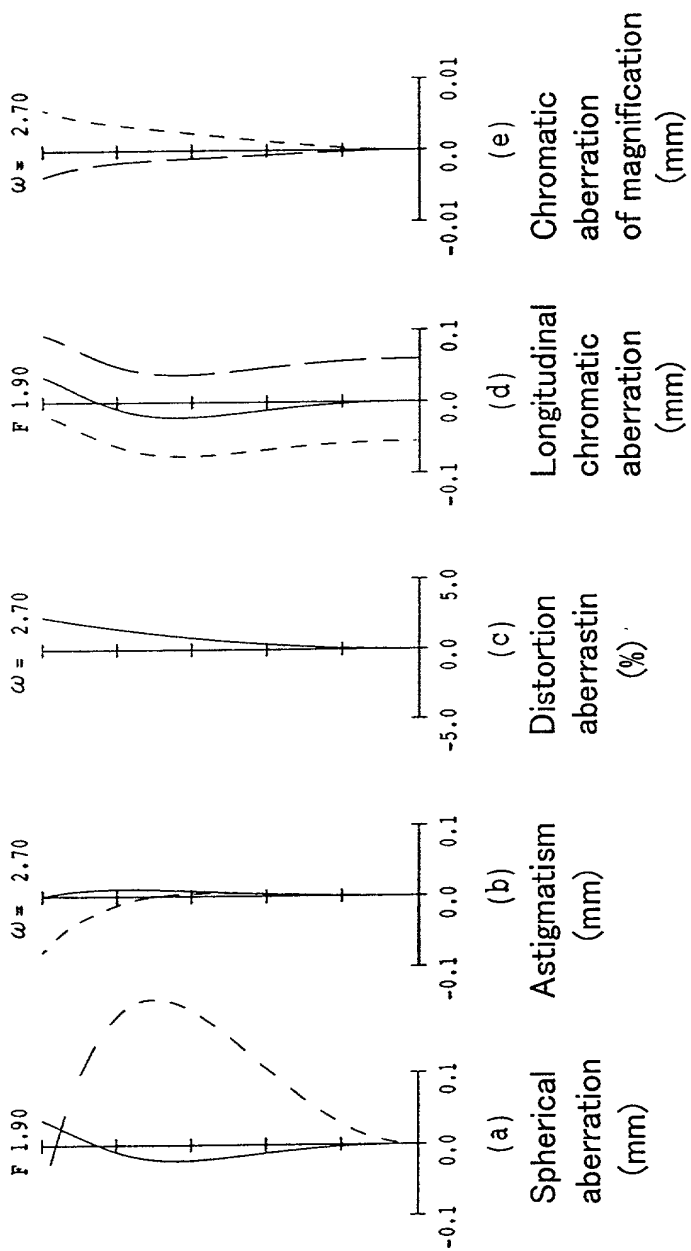 F 1.90
-0.1 0.0 0.1
(a)
Spherical
aberration
(mm)
ω= 2.70
-0.1 0.0 0.1
(b)
Astigmatism
(mm)
ω= 2.70
-5.0 0.0 5.0
(c)
Distortion
aberrastin
(%)
F 1.90
-0.1 0.0 0.1
(d)
Longitudinal
chromatic
aberration
(mm)
ω= 2.70
-0.01 0.0 0.01
(e)
Chromatic
aberration
of magnification
(mm)